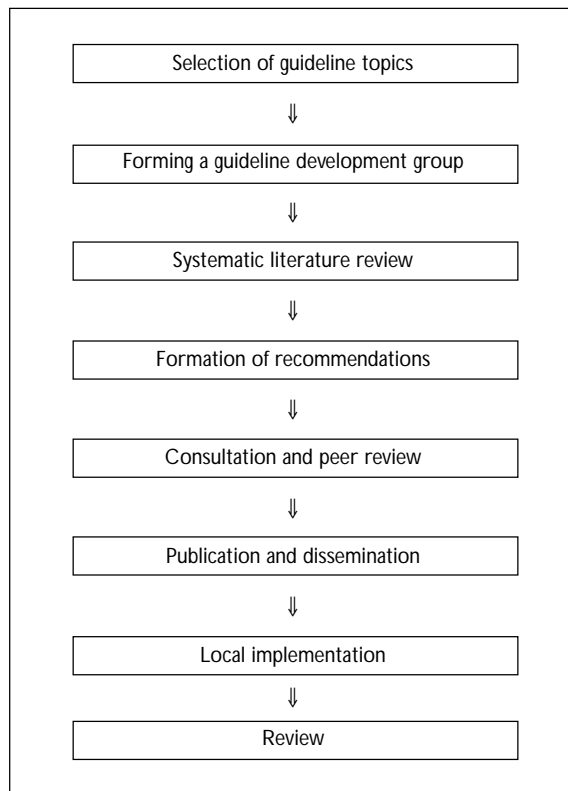 Selection of guideline topics
⇓
Forming a guideline development group
⇓
Systematic literature review
⇓
Formation of recommendations
⇓
Consultation and peer review
⇓
Publication and dissemination
⇓
Local implementation
⇓
Review